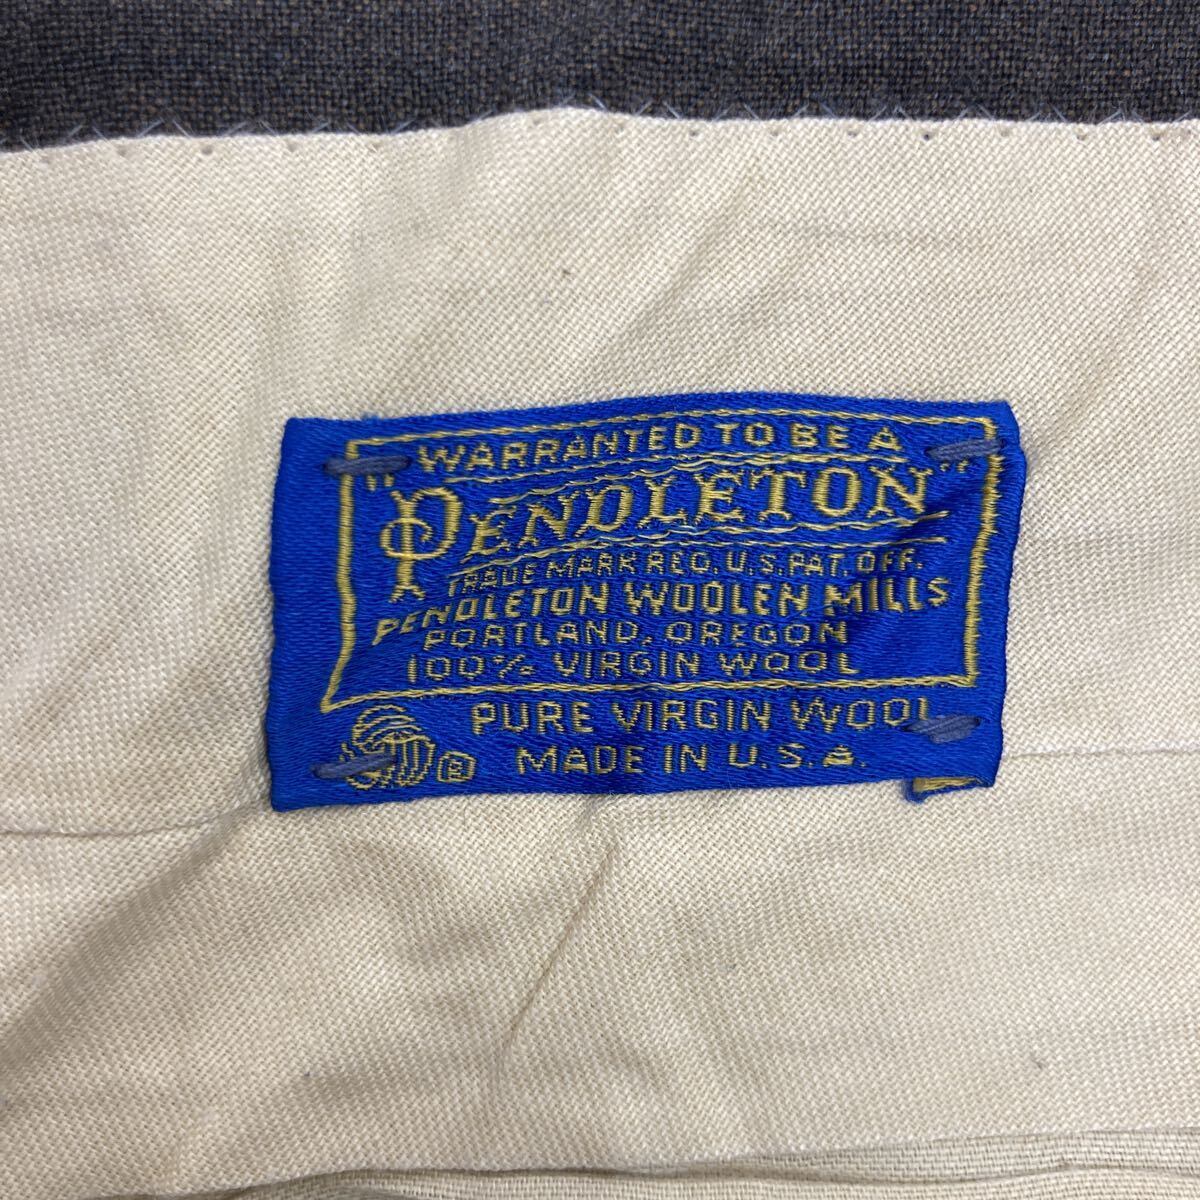 WARRANTED TO BE A
"PENDLETON"
TRADE MARK REG. U.S. PAT. OFF.
PENDLETON WOOLEN MILLS
PORTLAND, OREGON
100% VIRGIN WOOL
PURE VIRGIN WOOL
® MADE IN U.S.A.